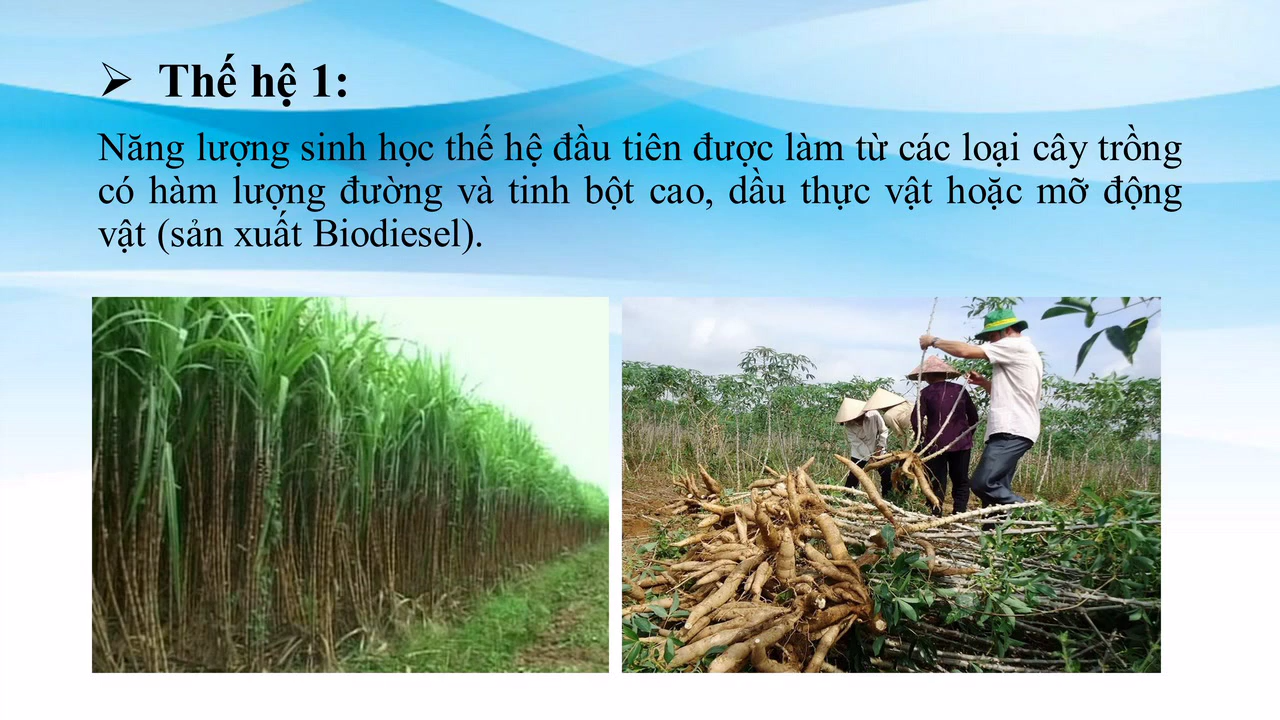 ➢ Thế hệ 1:
Năng lượng sinh học thế hệ đầu tiên được làm từ các loại cây trồng
có hàm lượng đường và tinh bột cao, dầu thực vật hoặc mỡ động
vật (sản xuất Biodiesel).